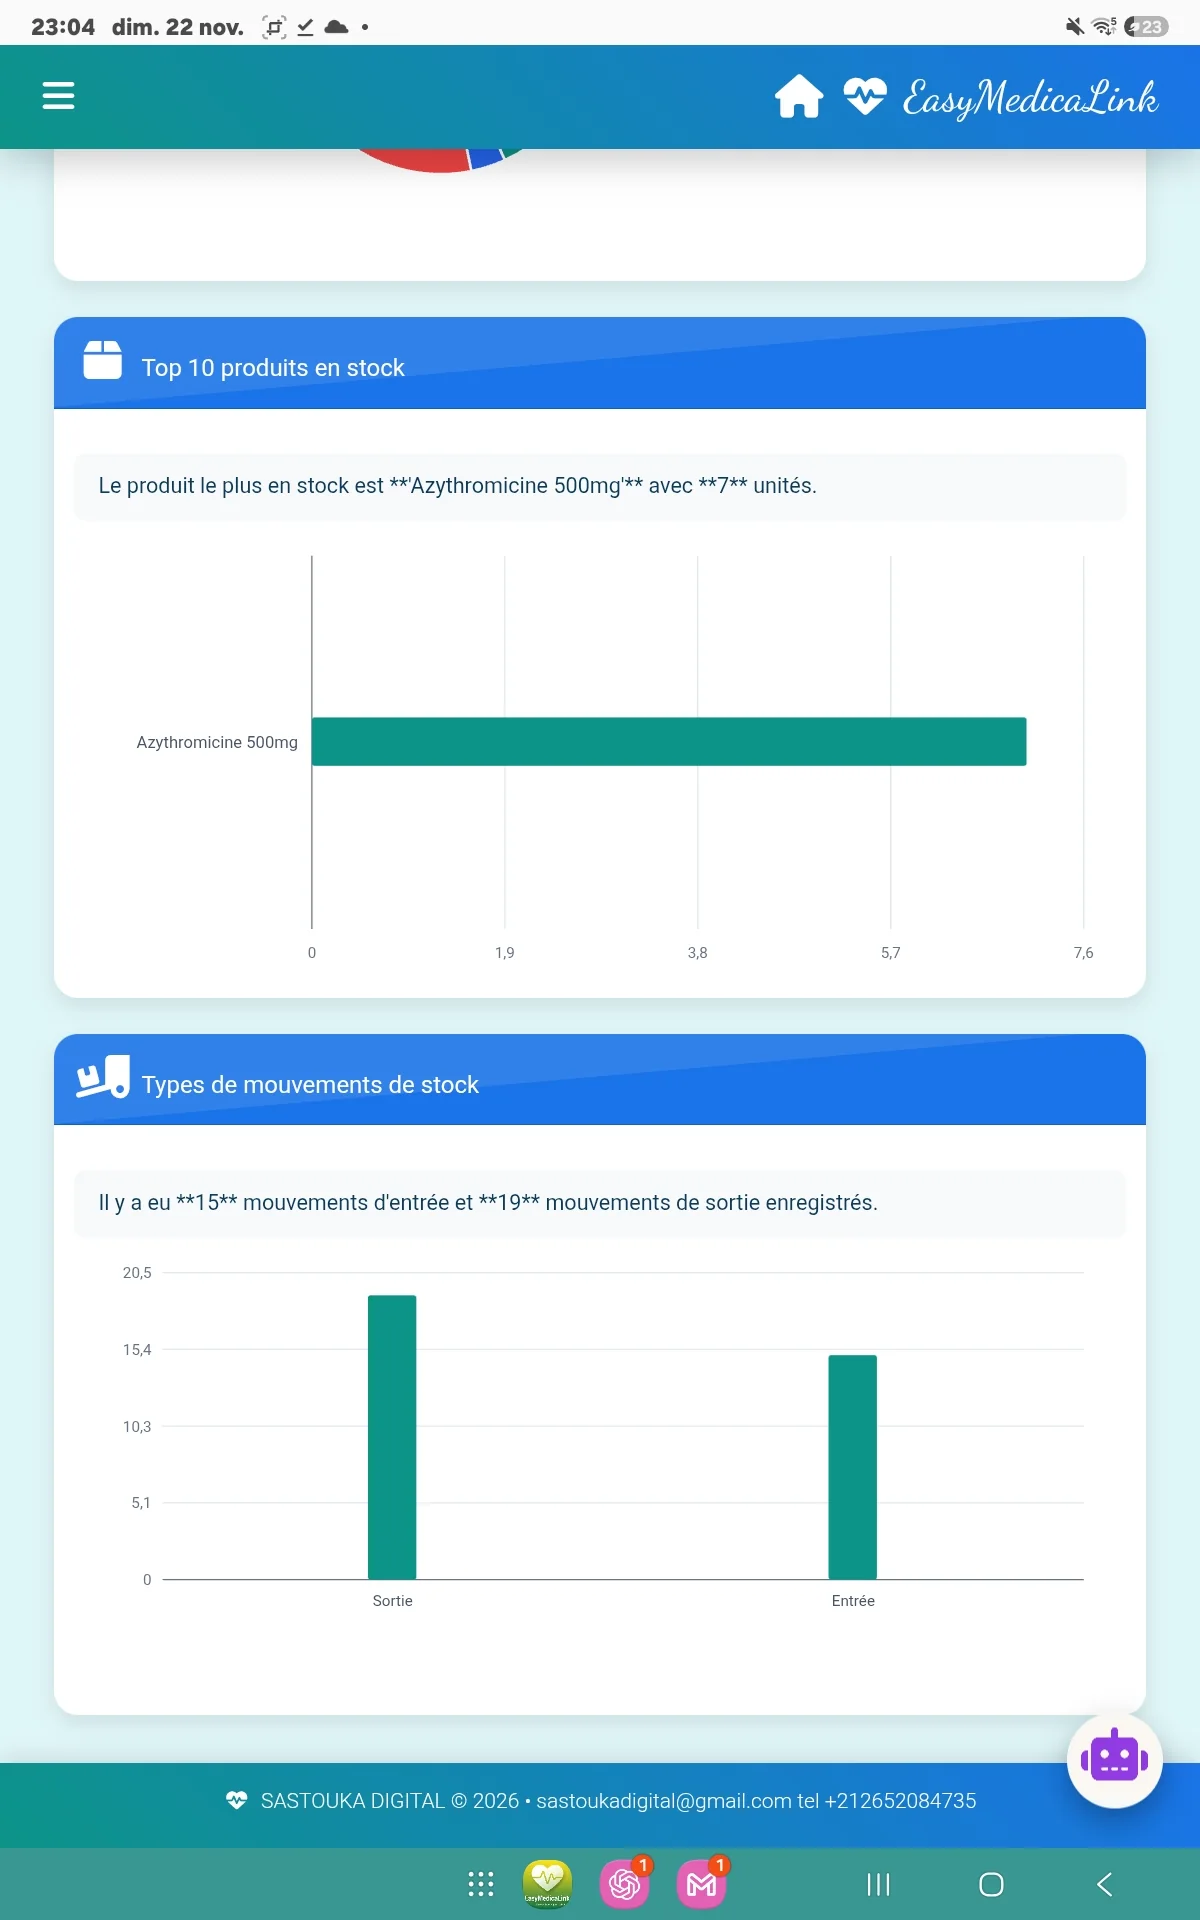 23:04 dim. 22 nov.
5
23
EasyMedicaLink
Top 10 produits en stock
Le produit le plus en stock est **'Azythromicine 500mg'** avec **7** unités.
Azythromicine 500mg
0 1,9 3,8 5,7 7,6
Types de mouvements de stock
Il y a eu **15** mouvements d'entrée et **19** mouvements de sortie enregistrés.
20,5
15,4
10,3
5,1
0
Sortie Entrée
SASTOUKA DIGITAL © 2026 • sastoukadigital@gmail.com tel +212652084735
EasyMedicaLink
1
1